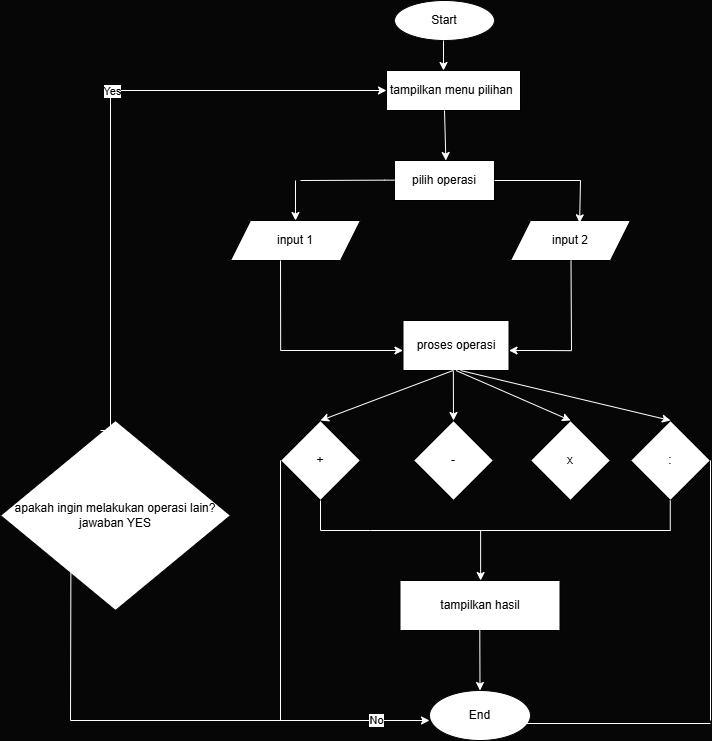 Start
Yes
tampilkan menu pilihan
pilih operasi
input 1
input 2
proses operasi
+
-
x
:
apakah ingin melakukan operasi lain?
jawaban YES
tampilkan hasil
No
End